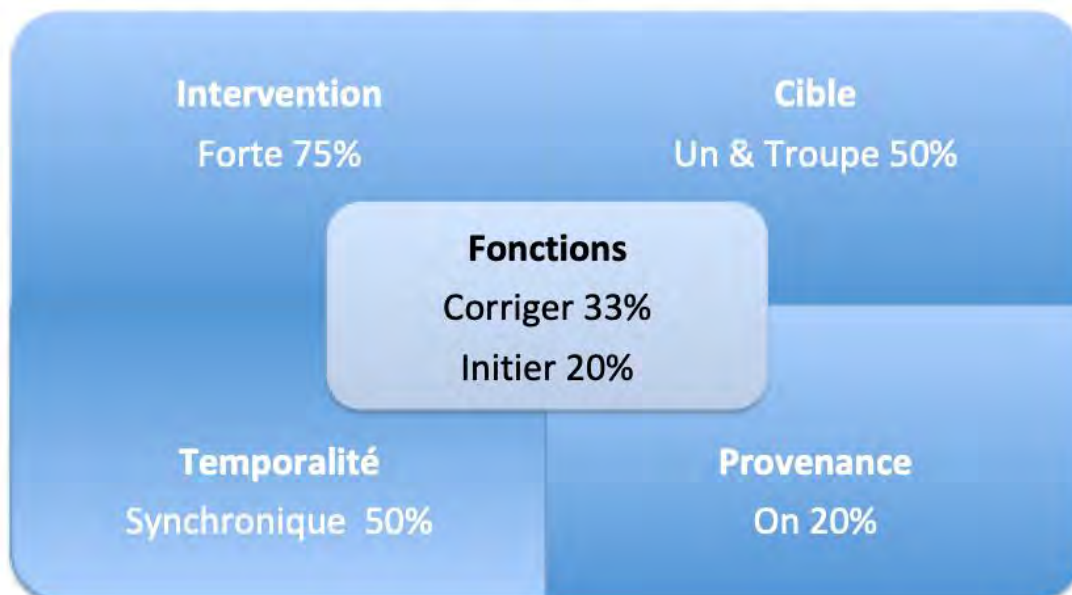 Intervention
Forte 75%
Cible
Un & Troupe 50%
Fonctions
Corriger 33%
Initier 20%
Temporalité
Synchronique 50%
Provenance
On 20%